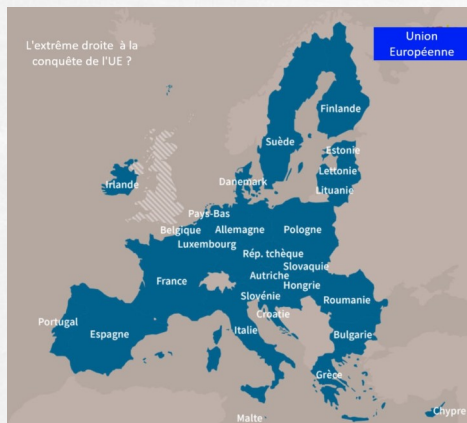 L'extrême droite à la
conquête de l'UE ?
Union
Européenne
Finlande
Suède
Estonie
Lettonie
Lituanie
Danemark
Irlande
Pays-Bas
Belgique
Allemagne
Pologne
Luxembourg
Rép. tchèque
Slovaquie
Autriche
Hongrie
France
Slovénie
Roumanie
Croatie
Portugal
Espagne
Italie
Bulgarie
Grèce
Chypre
Malte